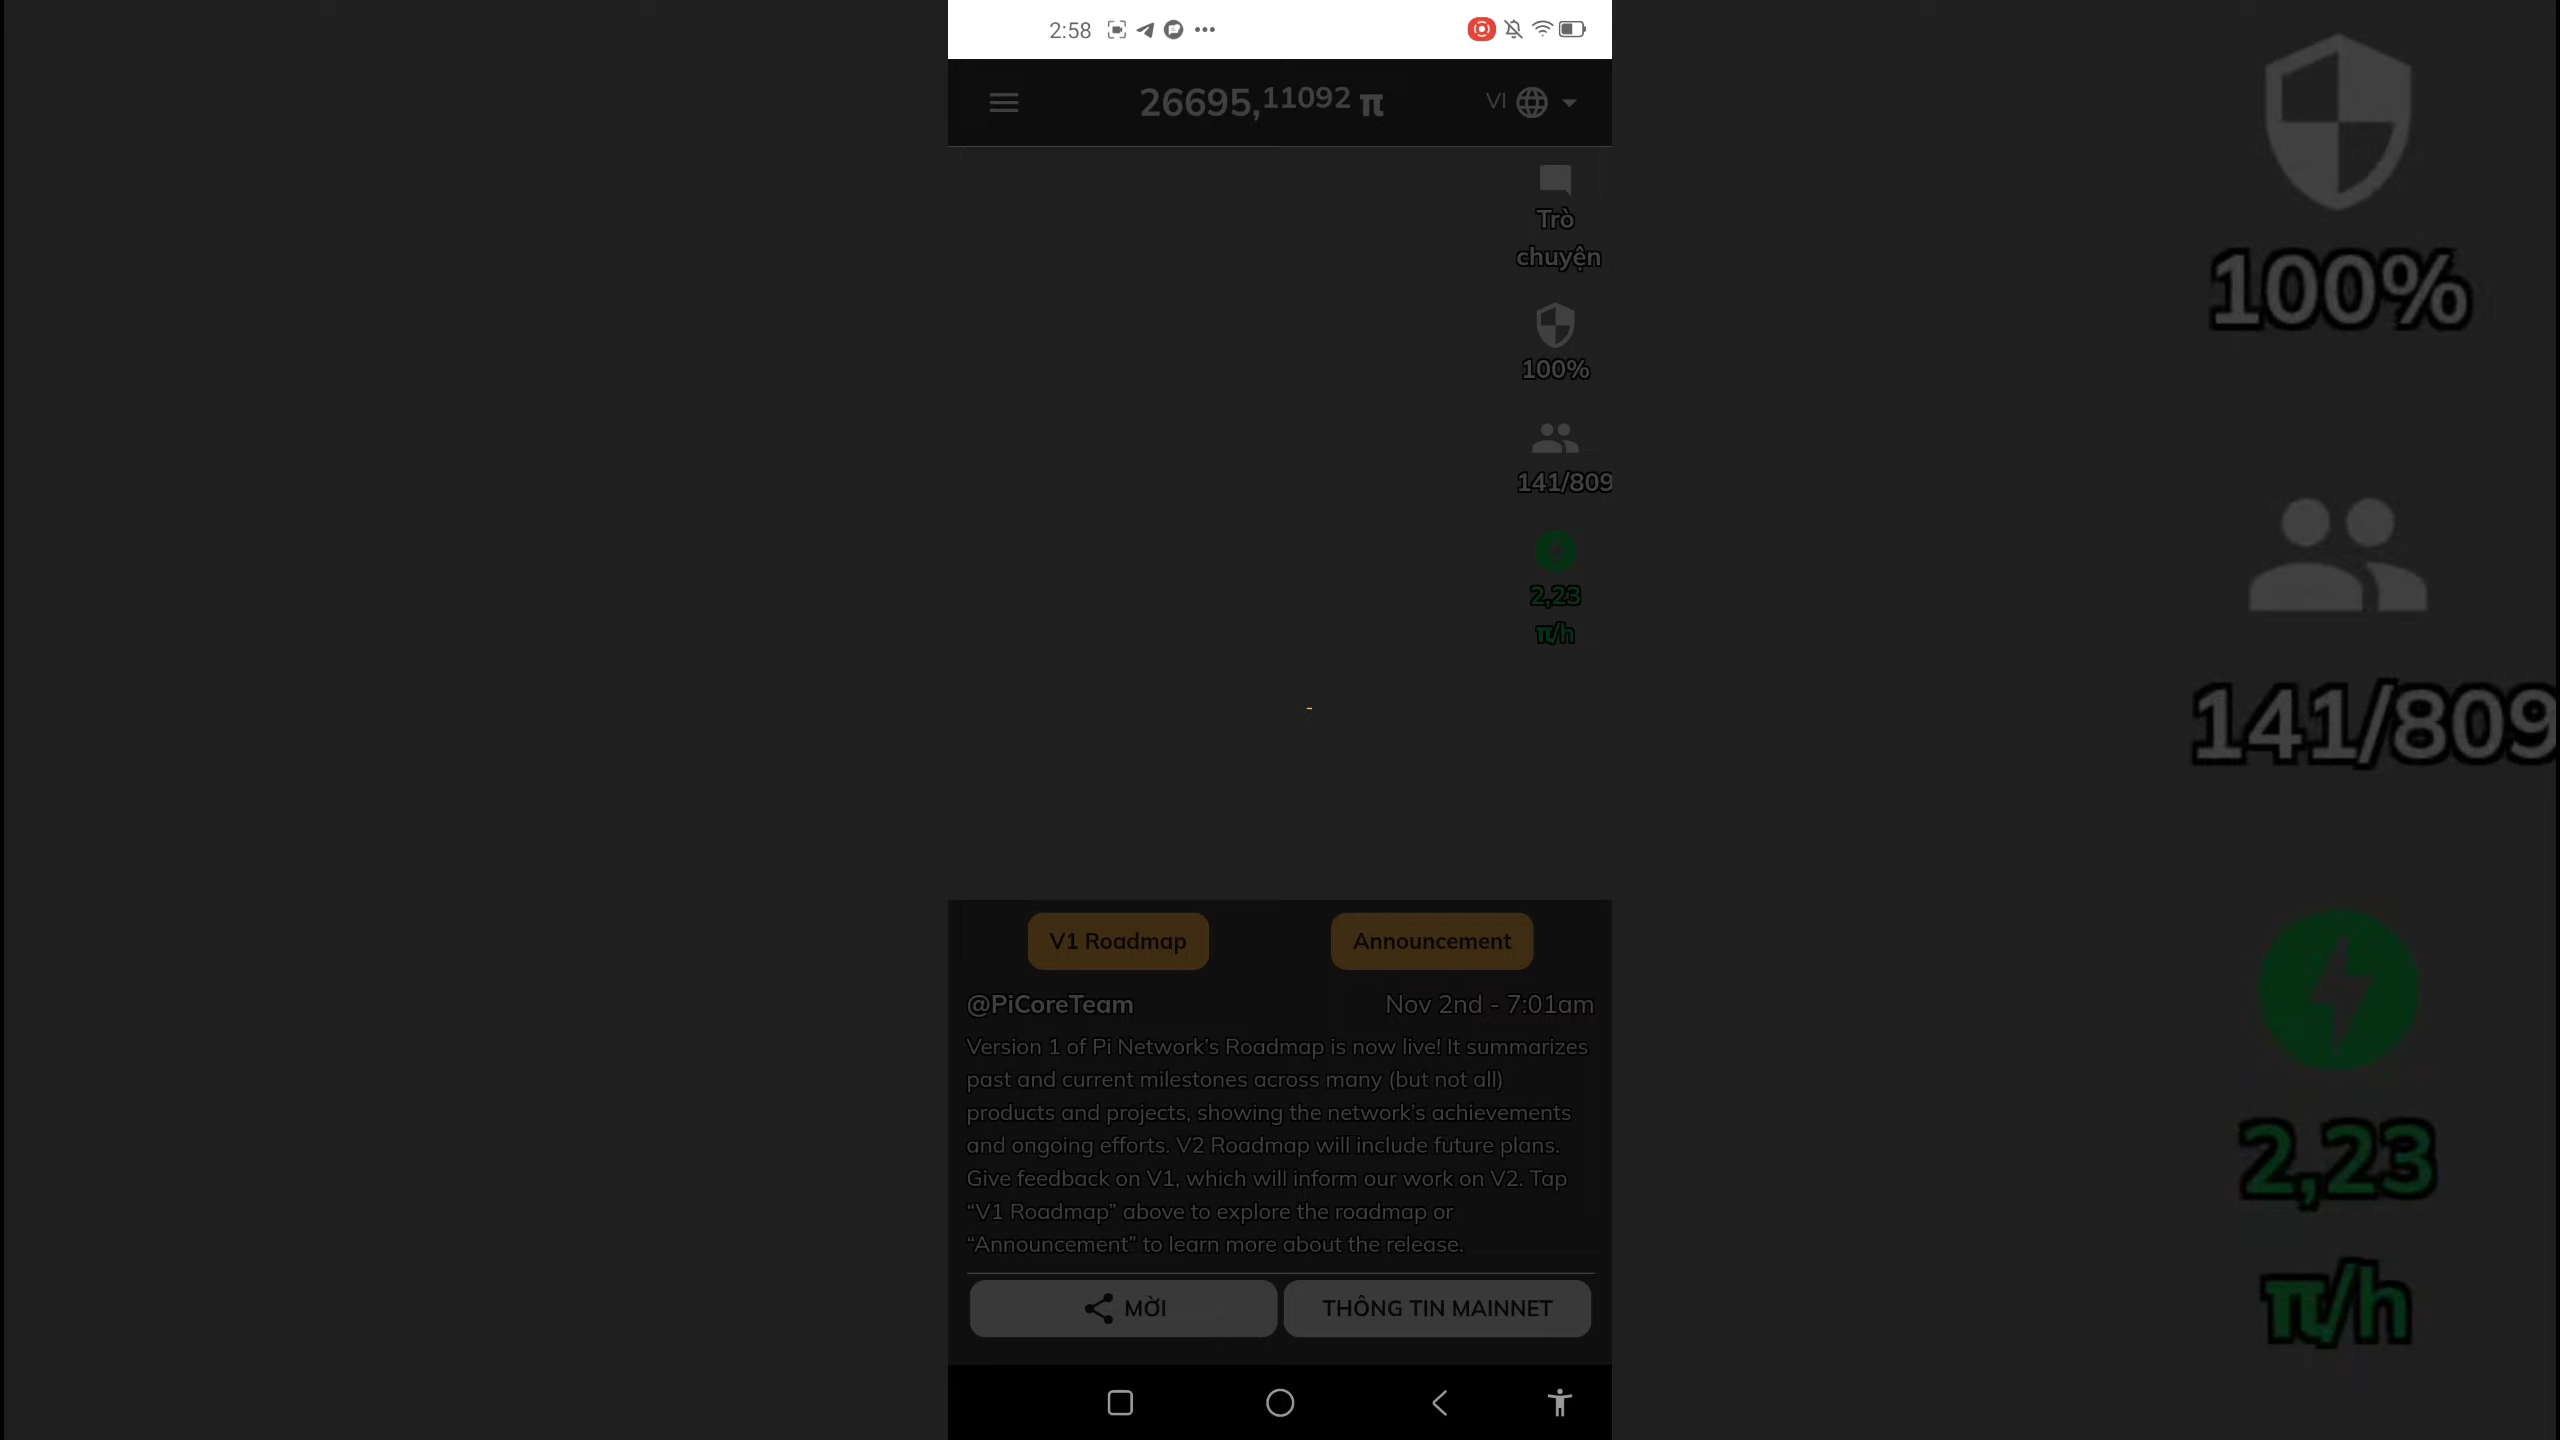 2:58
26695,11092 π
VI
Trò
chuyện
100%
141/809
2,23
π/h
V1 Roadmap
Announcement
@PiCoreTeam
Nov 2nd - 7:01am
Version 1 of Pi Network’s Roadmap is now live! It summarizes
past and current milestones across many (but not all)
products and projects, showing the network’s achievements
and ongoing efforts. V2 Roadmap will include future plans.
Give feedback on V1, which will inform our work on V2. Tap
“V1 Roadmap” above to explore the roadmap or
“Announcement” to learn more about the release.
MỜI
THÔNG TIN MAINNET
100%
141/809
2,23
π/h